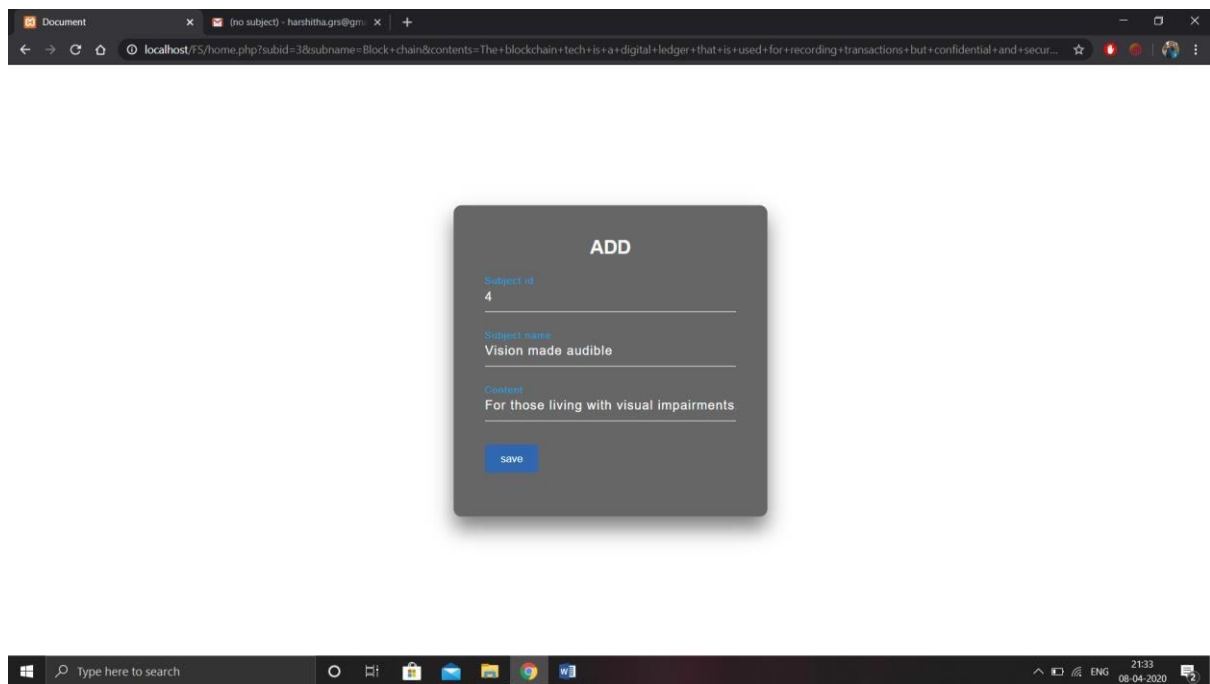 Document
(no subject) - harshitha.grs@gm
localhost/FS/home.php?subid=3&subname=Block+chain&contents=The+blockchain+tech+is+a+digital+ledger+that+is+used+for+recording+transactions+but+confidential+and+secur...
ADD
Subject id
4
Subject name
Vision made audible
Content
For those living with visual impairments
save
Type here to search
ENG
21:33
08-04-2020
2